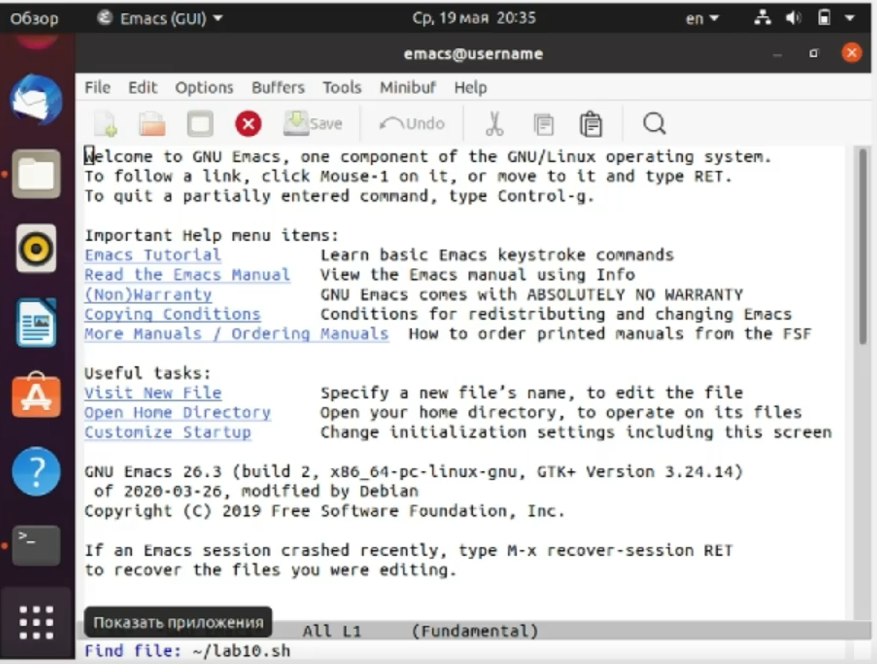 Обзор Emacs (GUI) Ср, 19 мая 20:35 en
emacs@username
File Edit Options Buffers Tools Minibuf Help
Save Undo
Welcome to GNU Emacs, one component of the GNU/Linux operating system.
To follow a link, click Mouse-1 on it, or move to it and type RET.
To quit a partially entered command, type Control-g.
Important Help menu items:
Emacs Tutorial Learn basic Emacs keystroke commands
Read the Emacs Manual View the Emacs manual using Info
(Non)Warranty GNU Emacs comes with ABSOLUTELY NO WARRANTY
Copying Conditions Conditions for redistributing and changing Emacs
More Manuals / Ordering Manuals How to order printed manuals from the FSF
Useful tasks:
Visit New File Specify a new file's name, to edit the file
Open Home Directory Open your home directory, to operate on its files
Customize Startup Change initialization settings including this screen
GNU Emacs 26.3 (build 2, x86_64-pc-linux-gnu, GTK+ Version 3.24.14)
of 2020-03-26, modified by Debian
Copyright (C) 2019 Free Software Foundation, Inc.
If an Emacs session crashed recently, type M-x recover-session RET
to recover the files you were editing.
Показать приложения
All L1 (Fundamental)
Find file: ~/lab10.sh